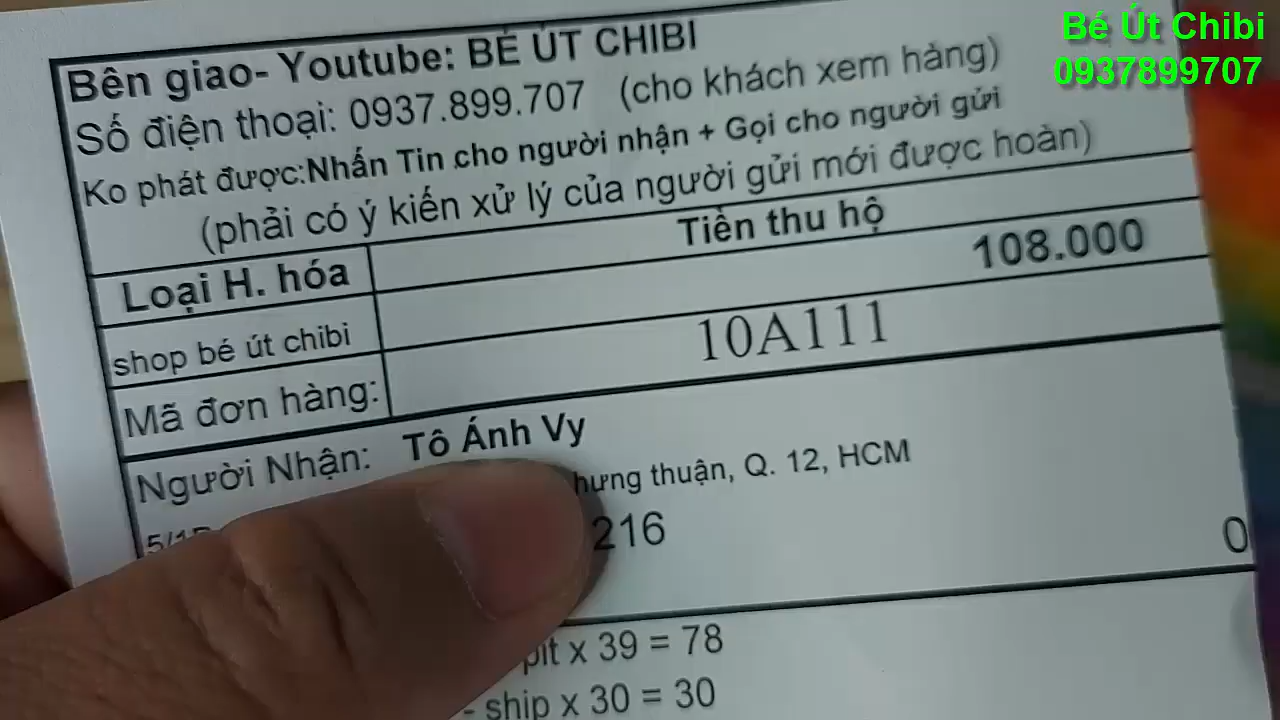 Bé Út Chibi
0937899707
Bên giao- Youtube: BÉ ÚT CHIBI
Số điện thoại: 0937.899.707 (cho khách xem hàng)
Ko phát được:Nhấn Tin cho người nhận + Gọi cho người gửi
(phải có ý kiến xử lý của người gửi mới được hoàn)
Loại H. hóa Tiền thu hộ
shop bé út chibi 108.000
Mã đơn hàng: 10A111
Người Nhận: Tô Ánh Vy
hưng thuận, Q. 12, HCM
216 0
x 39 = 78
- ship x 30 = 30